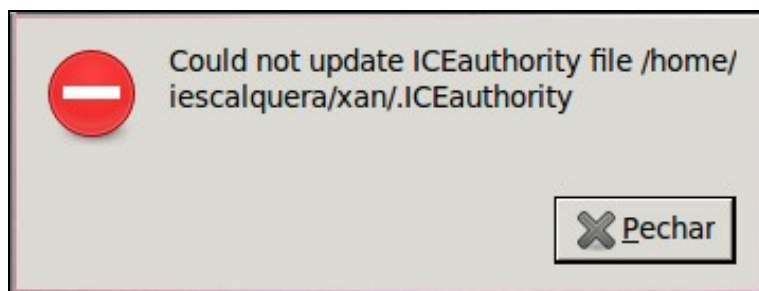 Could not update ICEauthority file /home/
iescalquera/xan/.ICEauthority
Pechar